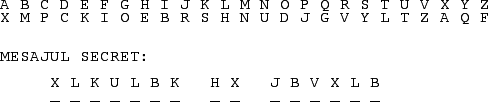 A B C D E F G H I J K L M N O P Q R S T U V W X Y Z
X M P C K I O E B R S H N U D J G V Y L T Z A Q F
MESAJUL SECRET:
X L K U L B K   H X   J B V X L B
_ _ _ _ _ _ _   _ _   _ _ _ _ _ _